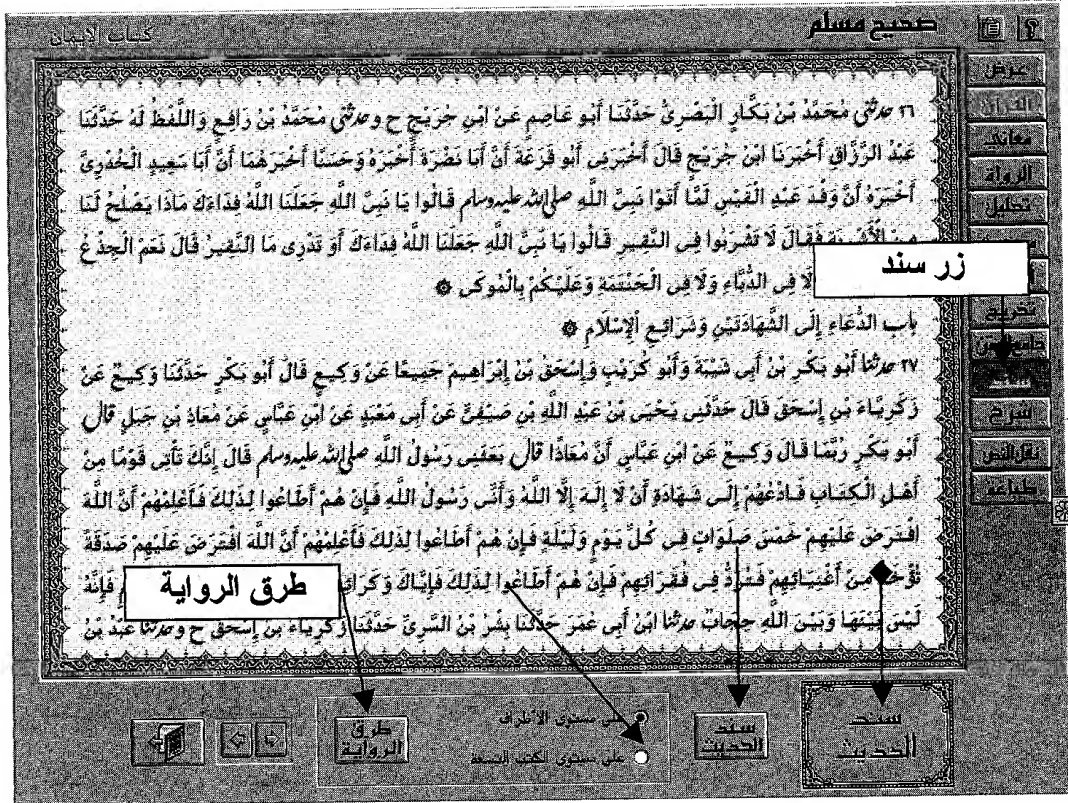 صحيح مسلم
كتاب الإيمان
عرض
معاني
الرواة
تحليل
تخريج
سند
شرح
نقل النص
طباعة
٢٦ حدثني مُحَمَّدُ بْنُ بَكَّارٍ الْبَصْرِيُّ حَدَّثَنَا أَبُو عَاصِمٍ عَنِ ابْنِ جُرَيْجٍ ح و حدثني مُحَمَّدُ بْنُ رَافِعٍ وَاللَّفْظُ لَهُ حَدَّثَنَا
عَبْدُ الرَّزَّاقِ أَخْبَرَنَا ابْنُ جُرَيْجٍ قَالَ أَخْبَرَنِي أَبُو قَزَعَةَ أَنَّ أَبَا نَضْرَةَ أَخْبَرَهُ وَحَسَنًا أَخْبَرَهُمَا أَنَّ أَبَا سَعِيدٍ الْخُدْرِيَّ
أَخْبَرَهُ أَنَّ وَفْدَ عَبْدِ الْقَيْسِ لَمَّا أَتَوْا نَبِيَّ اللَّهِ صلى الله عليه وسلم قَالُوا يَا نَبِيَّ اللَّهِ جَعَلَنَا اللَّهُ فِدَاءَكَ مَاذَا يَصْلُحُ لَنَا
مِنَ الْأَشْرِبَةِ فَقَالَ لَا تَشْرَبُوا فِي النَّقِيرِ قَالُوا يَا نَبِيَّ اللَّهِ جَعَلَنَا اللَّهُ فِدَاءَكَ أَوَ تَدْرِي مَا النَّقِيرُ قَالَ نَعَمْ الْجِذْعُ
زر سند
لَا فِي الدُّبَّاءِ وَلَا فِي الْحَنْتَمَةِ وَعَلَيْكُمْ بِالْمُوكَى
باب الدُّعَاءِ إِلَى الشَّهَادَتَيْنِ وَشَرَائِعِ الْإِسْلَامِ
٢٧ حدثنا أَبُو بَكْرِ بْنُ أَبِي شَيْبَةَ وَأَبُو كُرَيْبٍ وَإِسْحَقُ بْنُ إِبْرَاهِيمَ جَمِيعًا عَنْ وَكِيعٍ قَالَ أَبُو بَكْرٍ حَدَّثَنَا وَكِيعٌ عَنْ
زَكَرِيَّاءَ بْنِ إِسْحَقَ قَالَ حَدَّثَنِي يَحْيَى بْنُ عَبْدِ اللَّهِ بْنِ صَيْفِيٍّ عَنْ أَبِي مَعْبَدٍ عَنِ ابْنِ عَبَّاسٍ عَنْ مُعَاذِ بْنِ جَبَلٍ قال
أَبُو بَكْرٍ رُبَّمَا قَالَ وَكِيعٌ عَنِ ابْنِ عَبَّاسٍ أَنَّ مُعَاذًا قال بَعَثَنِي رَسُولُ اللَّهِ صلى الله عليه وسلم قَالَ إِنَّكَ تَأْتِي قَوْمًا مِنْ
أَهْلِ الْكِتَابِ فَادْعُهُمْ إِلَى شَهَادَةِ أَنْ لَا إِلَهَ إِلَّا اللَّهُ وَأَنِّي رَسُولُ اللَّهِ فَإِنْ هُمْ أَطَاعُوا لِذَلِكَ فَأَعْلِمْهُمْ أَنَّ اللَّهَ
افْتَرَضَ عَلَيْهِمْ خَمْسَ صَلَوَاتٍ فِي كُلِّ يَوْمٍ وَلَيْلَةٍ فَإِنْ هُمْ أَطَاعُوا لِذَلِكَ فَأَعْلِمْهُمْ أَنَّ اللَّهَ افْتَرَضَ عَلَيْهِمْ صَدَقَةً
تُؤْخَذُ مِنْ أَغْنِيَائِهِمْ فَتُرَدُّ فِي فُقَرَائِهِمْ فَإِنْ هُمْ أَطَاعُوا لِذَلِكَ فَإِيَّاكَ وَكَرَائِ فَإِنَّهُ
طرق الرواية
لَيْسَ بَيْنَهَا وَبَيْنَ اللَّهِ حِجَابٌ حدثنا ابْنُ أَبِي عُمَرَ حَدَّثَنَا بِشْرُ بْنُ السَّرِيِّ حَدَّثَنَا زَكَرِيَّاءُ بْنُ إِسْحَقَ ح و حدثنا عَبْدُ بْنُ
سند
الحديث
سند
الحديث
على مستوى الأطراف
على مستوى الكتب التسعة
طرق
الرواية